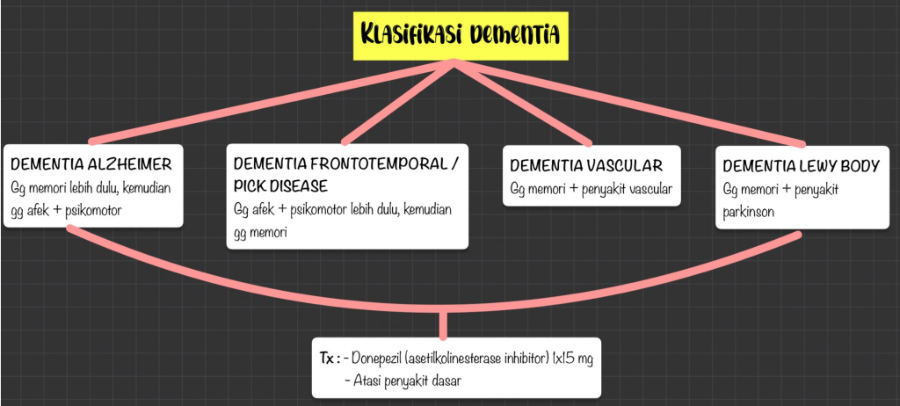 KLASIFIKASI DEMENTIA
DEMENTIA ALZHEIMER
Gg memori lebih dulu, kemudian
gg afek + psikomotor
DEMENTIA FRONTOTEMPORAL /
PICK DISEASE
Gg afek + psikomotor lebih dulu, kemudian
gg memori
DEMENTIA VASCULAR
Gg memori + penyakit vascular
DEMENTIA LEWY BODY
Gg memori + penyakit
parkinson
Tx : - Donepezil (asetilkolinesterase inhibitor) 1x15 mg
- Atasi penyakit dasar